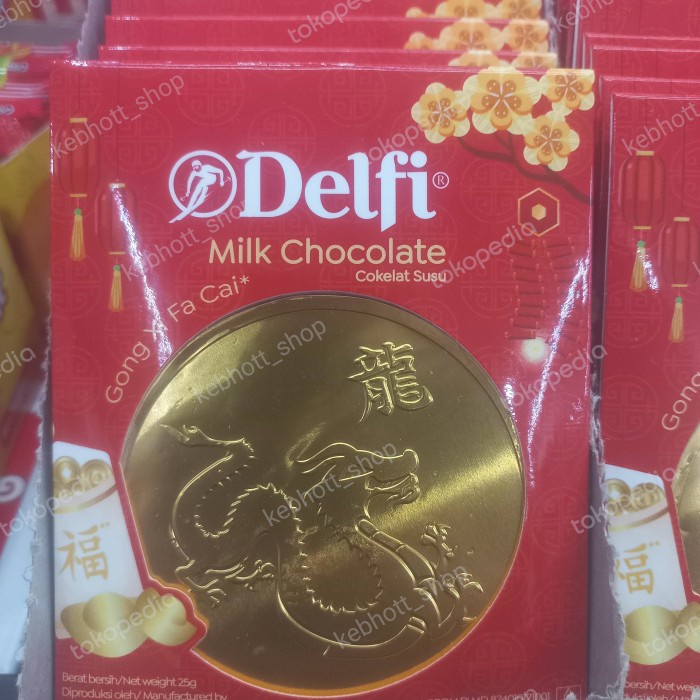 Delfi®
Milk Chocolate
Cokelat Susu
Gong Xi Fa Cai*
龍
福
福
Gong
Berat bersih/Net weight 25g
Diproduksi oleh/Manufactured by
kebhott_shop
tokopedia